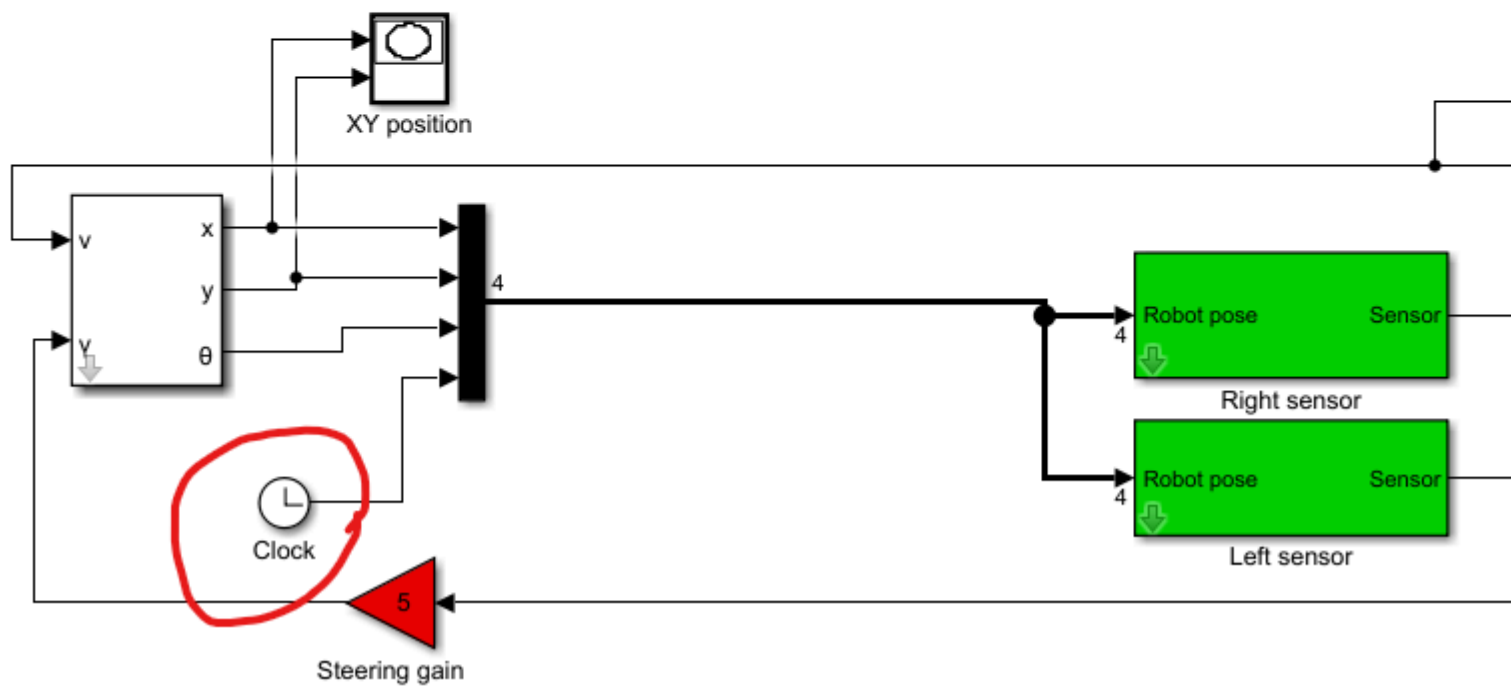 XY position
v
x
y
γ
θ
4
Clock
5
Steering gain
Robot pose
Sensor
4
Right sensor
Robot pose
Sensor
4
Left sensor